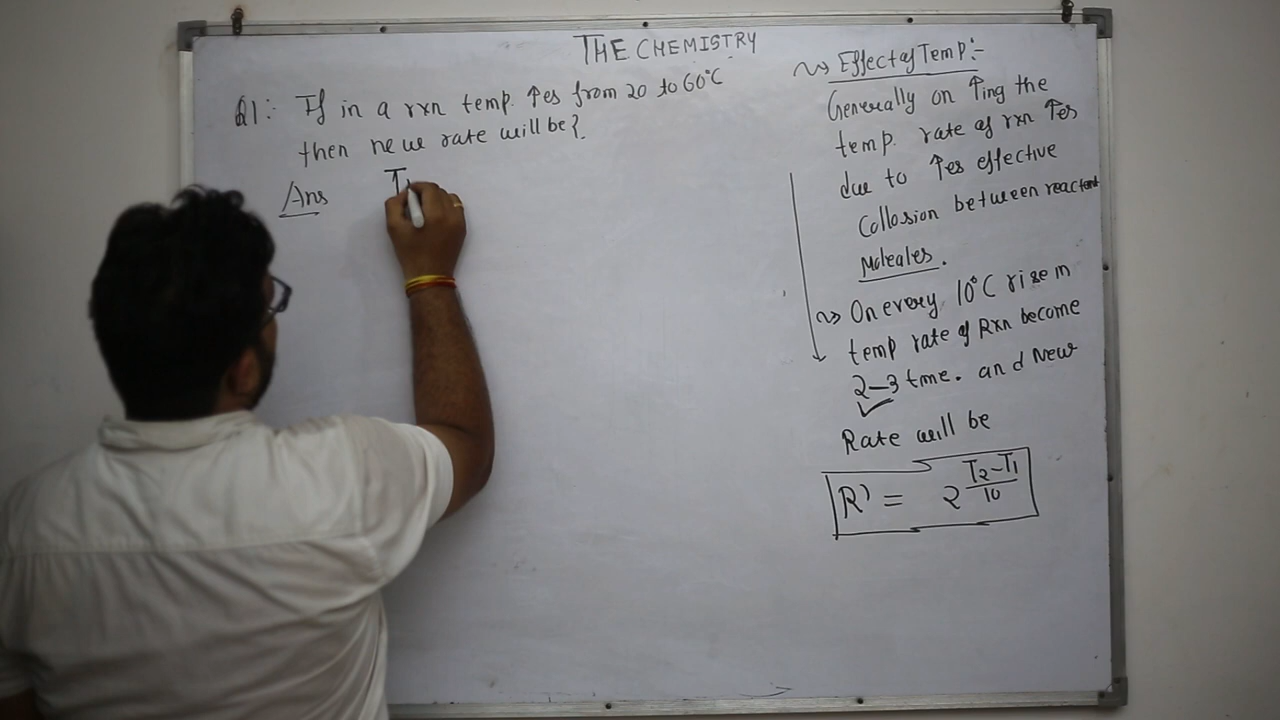 THE CHEMISTRY
Q1: If in a rxn temp. ↑es from 20 to 60°C
then new rate will be?
Ans
T
~> Effect of Temp:-
Generally on ↑ing the
temp. rate of rxn ↑es
due to ↑es effective
Collosion between reactant
Moleales.
~> On every 10°C rise in
temp rate of Rxn become
2-3 tme. and New
Rate will be
R' = 2^(T2-T1)/10